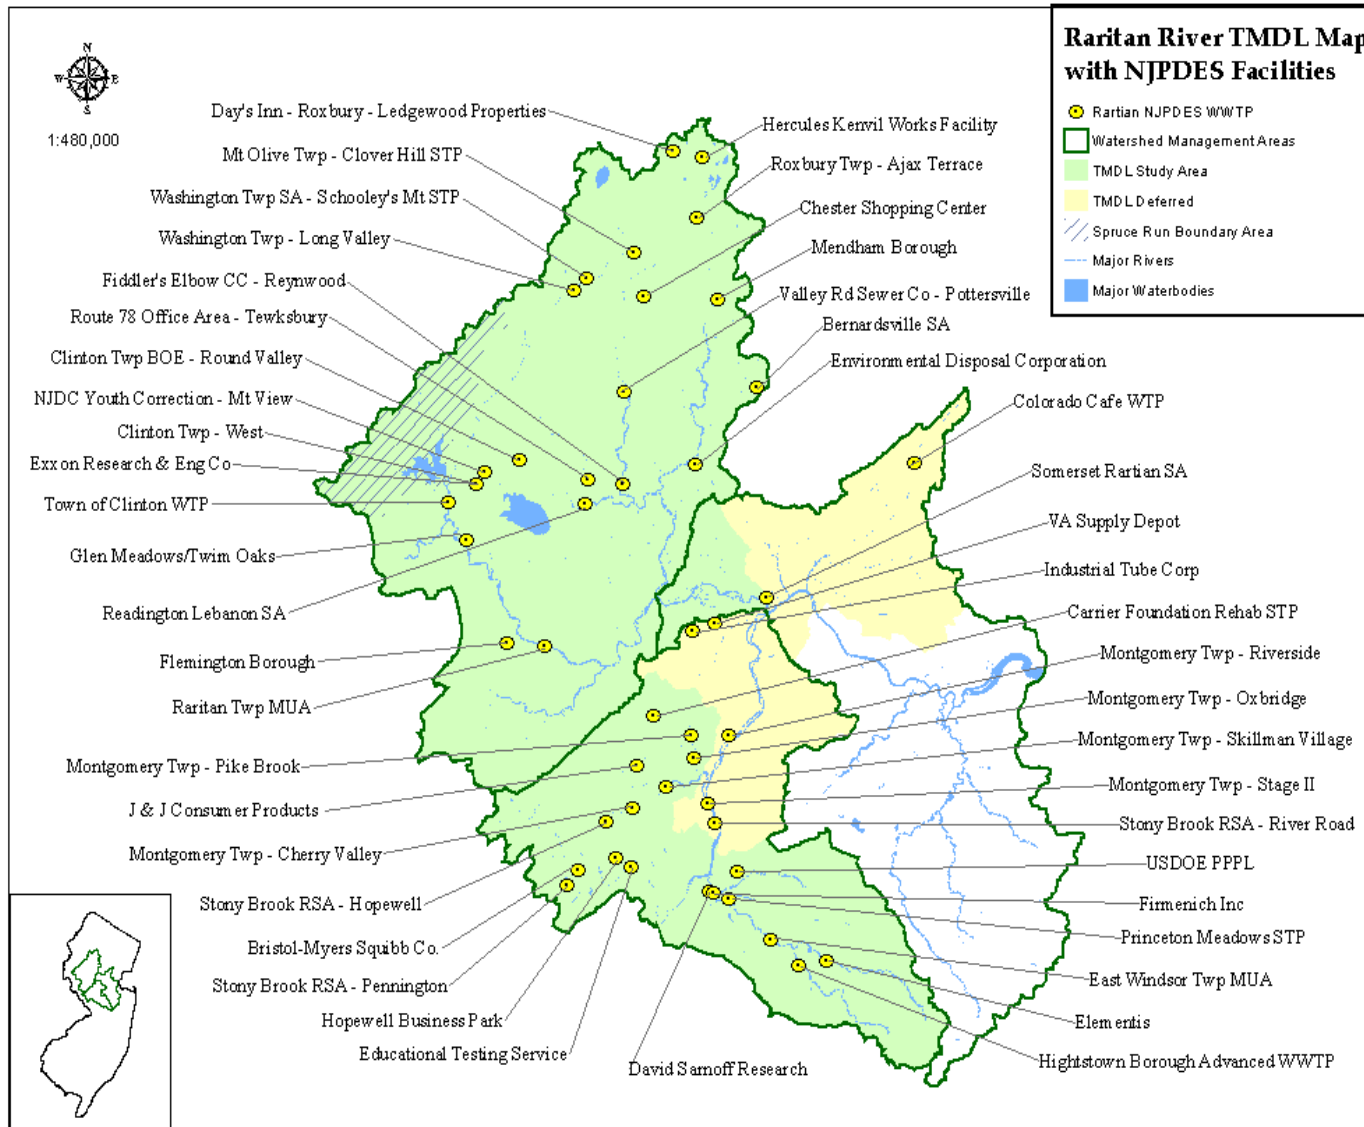 Raritan River TMDL Map
with NJPDES Facilities
Rartian NJPDES WWTP
Watershed Management Areas
TMDL Study Area
TMDL Deferred
Spruce Run Boundary Area
Major Rivers
Major Waterbodies
N
W E
S
1:480,000
Day's Inn - Roxbury - Ledgewood Properties
Mt Olive Twp - Clover Hill STP
Washington Twp SA - Schooley's Mt STP
Washington Twp - Long Valley
Fiddler's Elbow CC - Reynwood
Route 78 Office Area - Tewksbury
Clinton Twp BOE - Round Valley
NJDC Youth Correction - Mt View
Clinton Twp - West
Exxon Research & Eng Co
Town of Clinton WTP
Glen Meadows/Twim Oaks
Readington Lebanon SA
Flemington Borough
Raritan Twp MUA
Montgomery Twp - Pike Brook
J & J Consumer Products
Montgomery Twp - Cherry Valley
Stony Brook RSA - Hopewell
Bristol-Myers Squibb Co.
Stony Brook RSA - Pennington
Hopewell Business Park
Educational Testing Service
David Sarnoff Research
Hercules Kenvil Works Facility
Roxbury Twp - Ajax Terrace
Chester Shopping Center
Mendham Borough
Valley Rd Sewer Co - Pottersville
Bernardsville SA
Environmental Disposal Corporation
Colorado Cafe WTP
Somerset Rartian SA
VA Supply Depot
Industrial Tube Corp
Carrier Foundation Rehab STP
Montgomery Twp - Riverside
Montgomery Twp - Oxbridge
Montgomery Twp - Skillman Village
Montgomery Twp - Stage II
Stony Brook RSA - River Road
USDOE PPPL
Firmenich Inc
Princeton Meadows STP
East Windsor Twp MUA
Elementis
Hightstown Borough Advanced WWTP